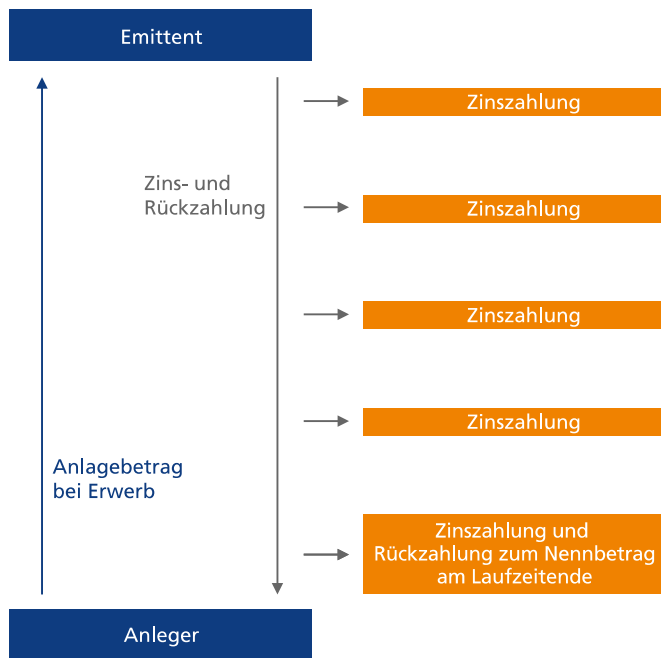 Emittent
Zinszahlung
Zins- und
Rückzahlung
Zinszahlung
Zinszahlung
Zinszahlung
Anlagebetrag
bei Erwerb
Zinszahlung und
Rückzahlung zum Nennbetrag
am Laufzeitende
Anleger